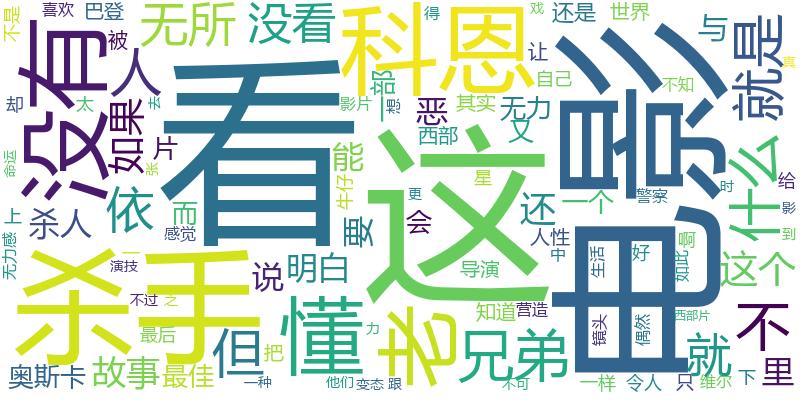 不是
喜欢
巴登
无所
没看
科恩
得
戏
还是
世界
与
让
自己
就是
真
却
太
被
人
去
看
影片
一部
想
恶
其实
无力
不知
电影
没有
如果
片
张
能
西部
又
命运
杀人
依
而
牛仔
更
星
这
一个
警察
时
什么
给
影
到
上
无力感
感觉
要
会
还
人性
中
生活
好
如此
啊
这个
杀手
演技
一
说
明白
导演
不过
之
知道
营造
镜头
偶然
西部片
不
里
最后
但
把
懂
力
老
兄弟
就
奥斯卡
故事
最佳
一种
他们
变态
跟
不可
一样
令人
只
维尔
下